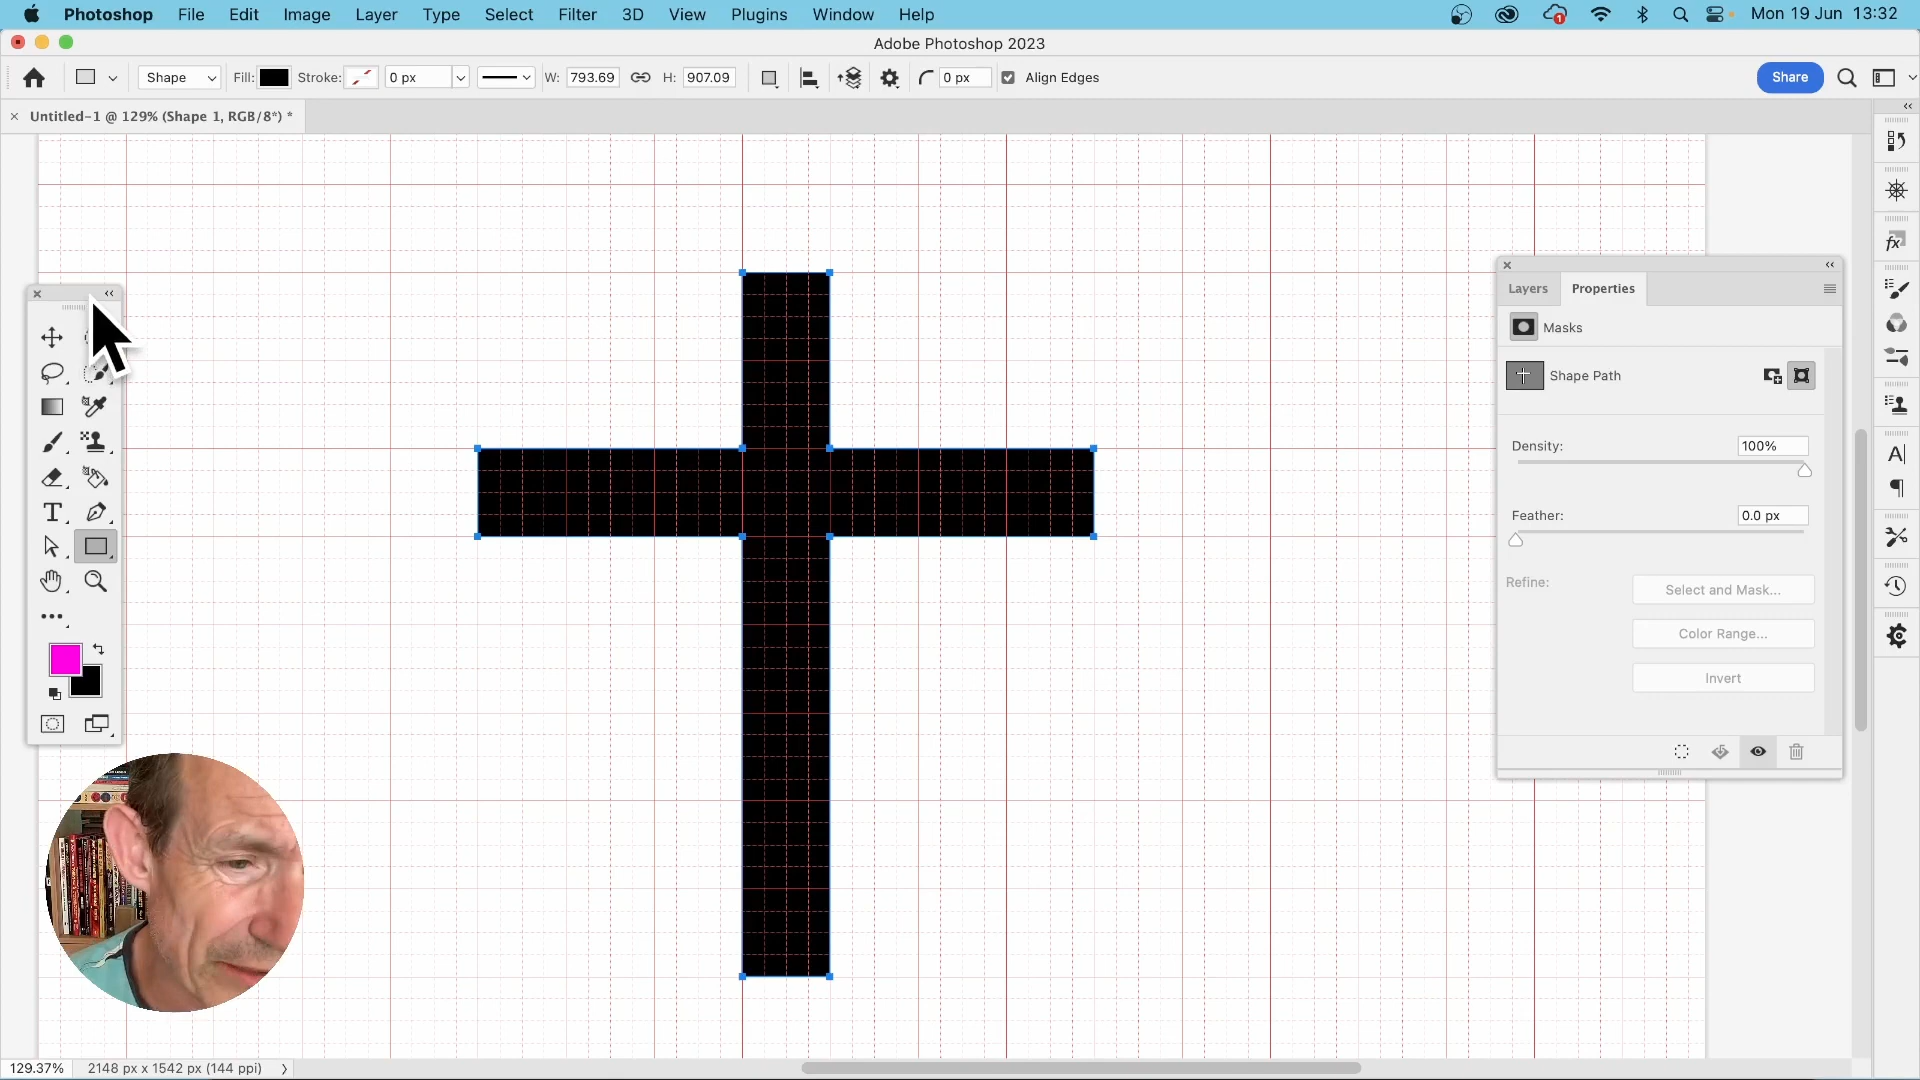 Photoshop File Edit Image Layer Type Select Filter 3D View Plugins Window Help 1 Mon 19 Jun 13:32
Adobe Photoshop 2023
Shape Fill: Stroke: 0 px W: 793.69 H: 907.09 0 px Align Edges Share
× Untitled-1 @ 129% (Shape 1, RGB/8*) *
Layers Properties
Masks
Shape Path
Density: 100%
Feather: 0.0 px
Refine: Select and Mask...
Color Range...
Invert
129.37% 2148 px x 1542 px (144 ppi)